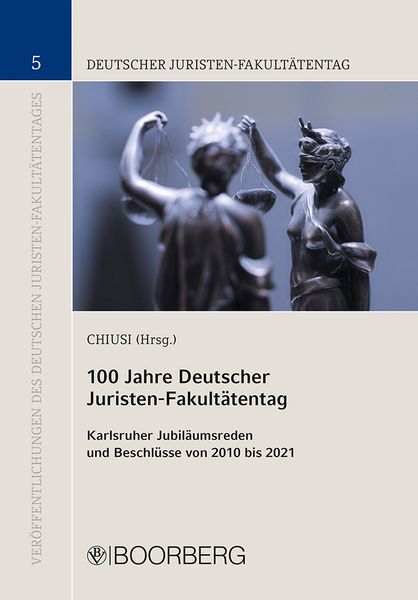 5
DEUTSCHER JURISTEN-FAKULTÄTENTAG
VERÖFFENTLICHUNGEN DES DEUTSCHEN JURISTEN-FAKULTÄTENTAGES
CHIUSI (Hrsg.)
100 Jahre Deutscher
Juristen-Fakultätentag
Karlsruher Jubiläumsreden
und Beschlüsse von 2010 bis 2021
BOORBERG